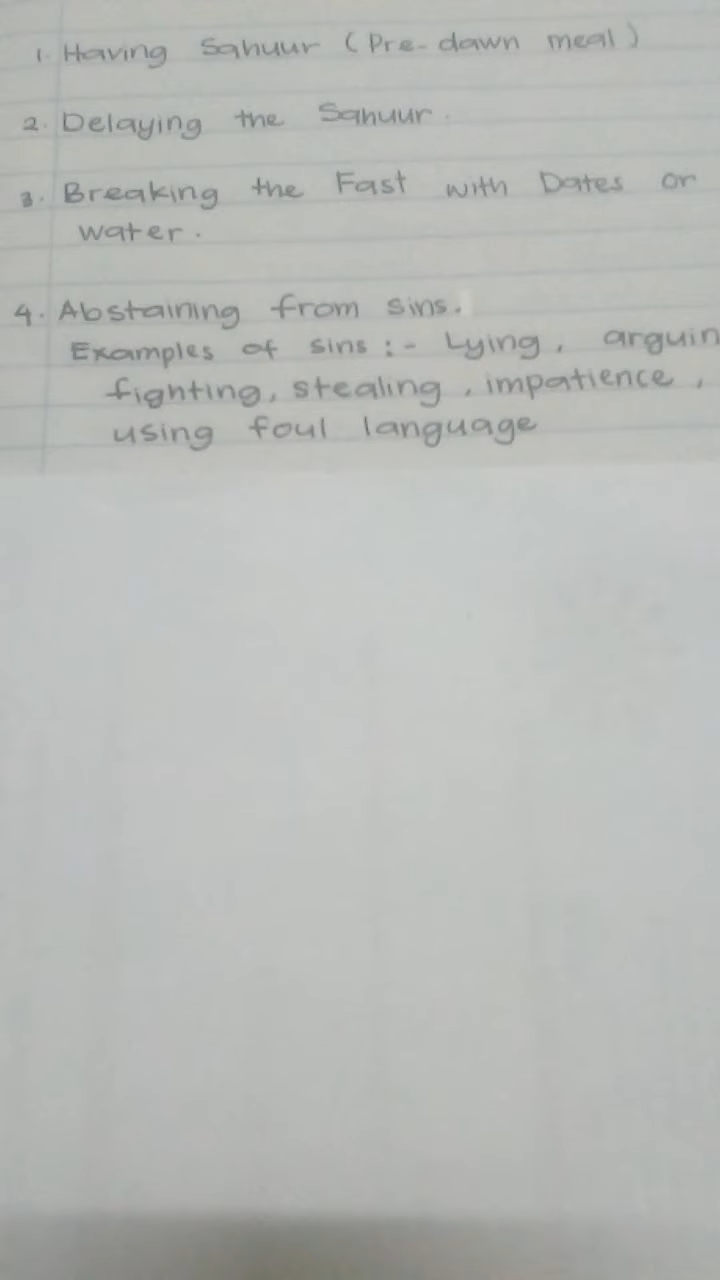 1. Having Sahuur (Pre-dawn meal)
2. Delaying the Sahuur.
3. Breaking the Fast with Dates or
water.
4. Abstaining from sins.
Examples of sins :- Lying, arguin
fighting, stealing, impatience,
using foul language